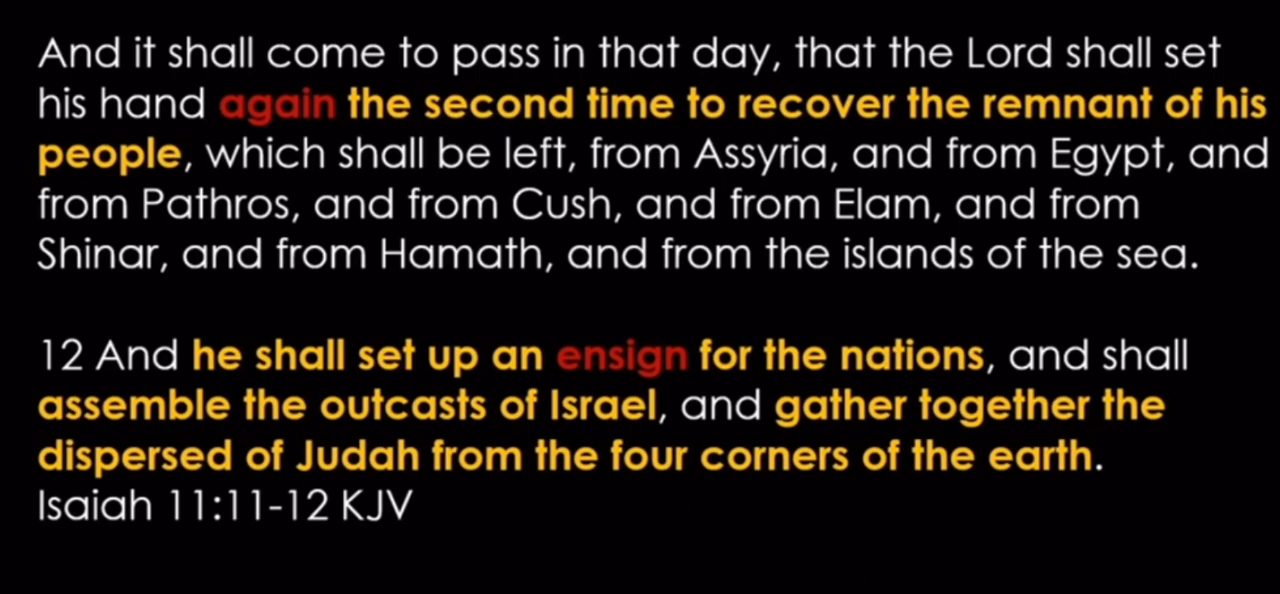 And it shall come to pass in that day, that the Lord shall set
his hand again the second time to recover the remnant of his
people, which shall be left, from Assyria, and from Egypt, and
from Pathros, and from Cush, and from Elam, and from
Shinar, and from Hamath, and from the islands of the sea.
12 And he shall set up an ensign for the nations, and shall
assemble the outcasts of Israel, and gather together the
dispersed of Judah from the four corners of the earth.
Isaiah 11:11-12 KJV